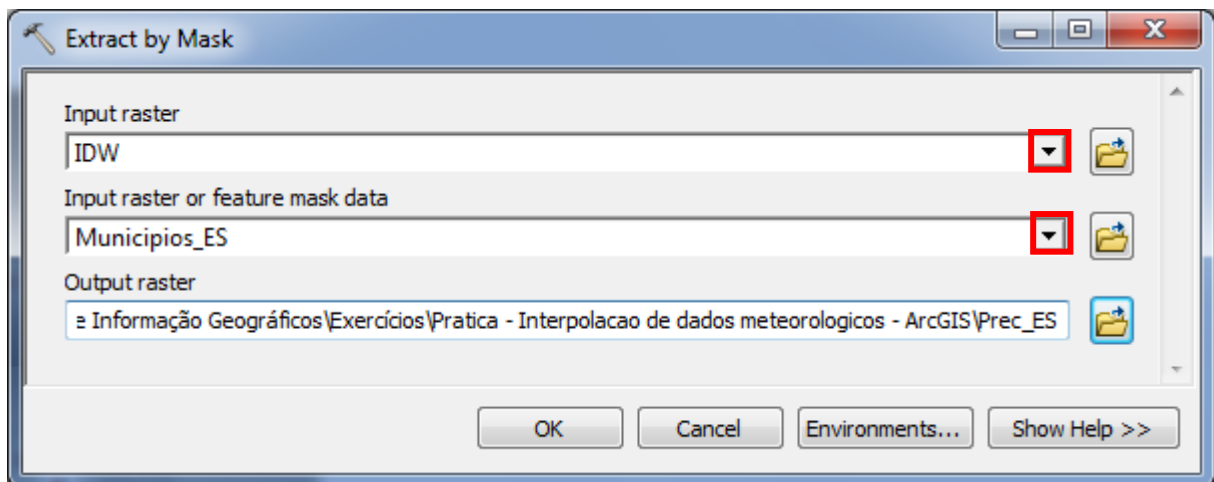 Extract by Mask
Input raster
IDW
Input raster or feature mask data
Municipios_ES
Output raster
e Informação Geográficos\Exercícios\Pratica - Interpolacao de dados meteorologicos - ArcGIS\Prec_ES
OK Cancel Environments... Show Help >>